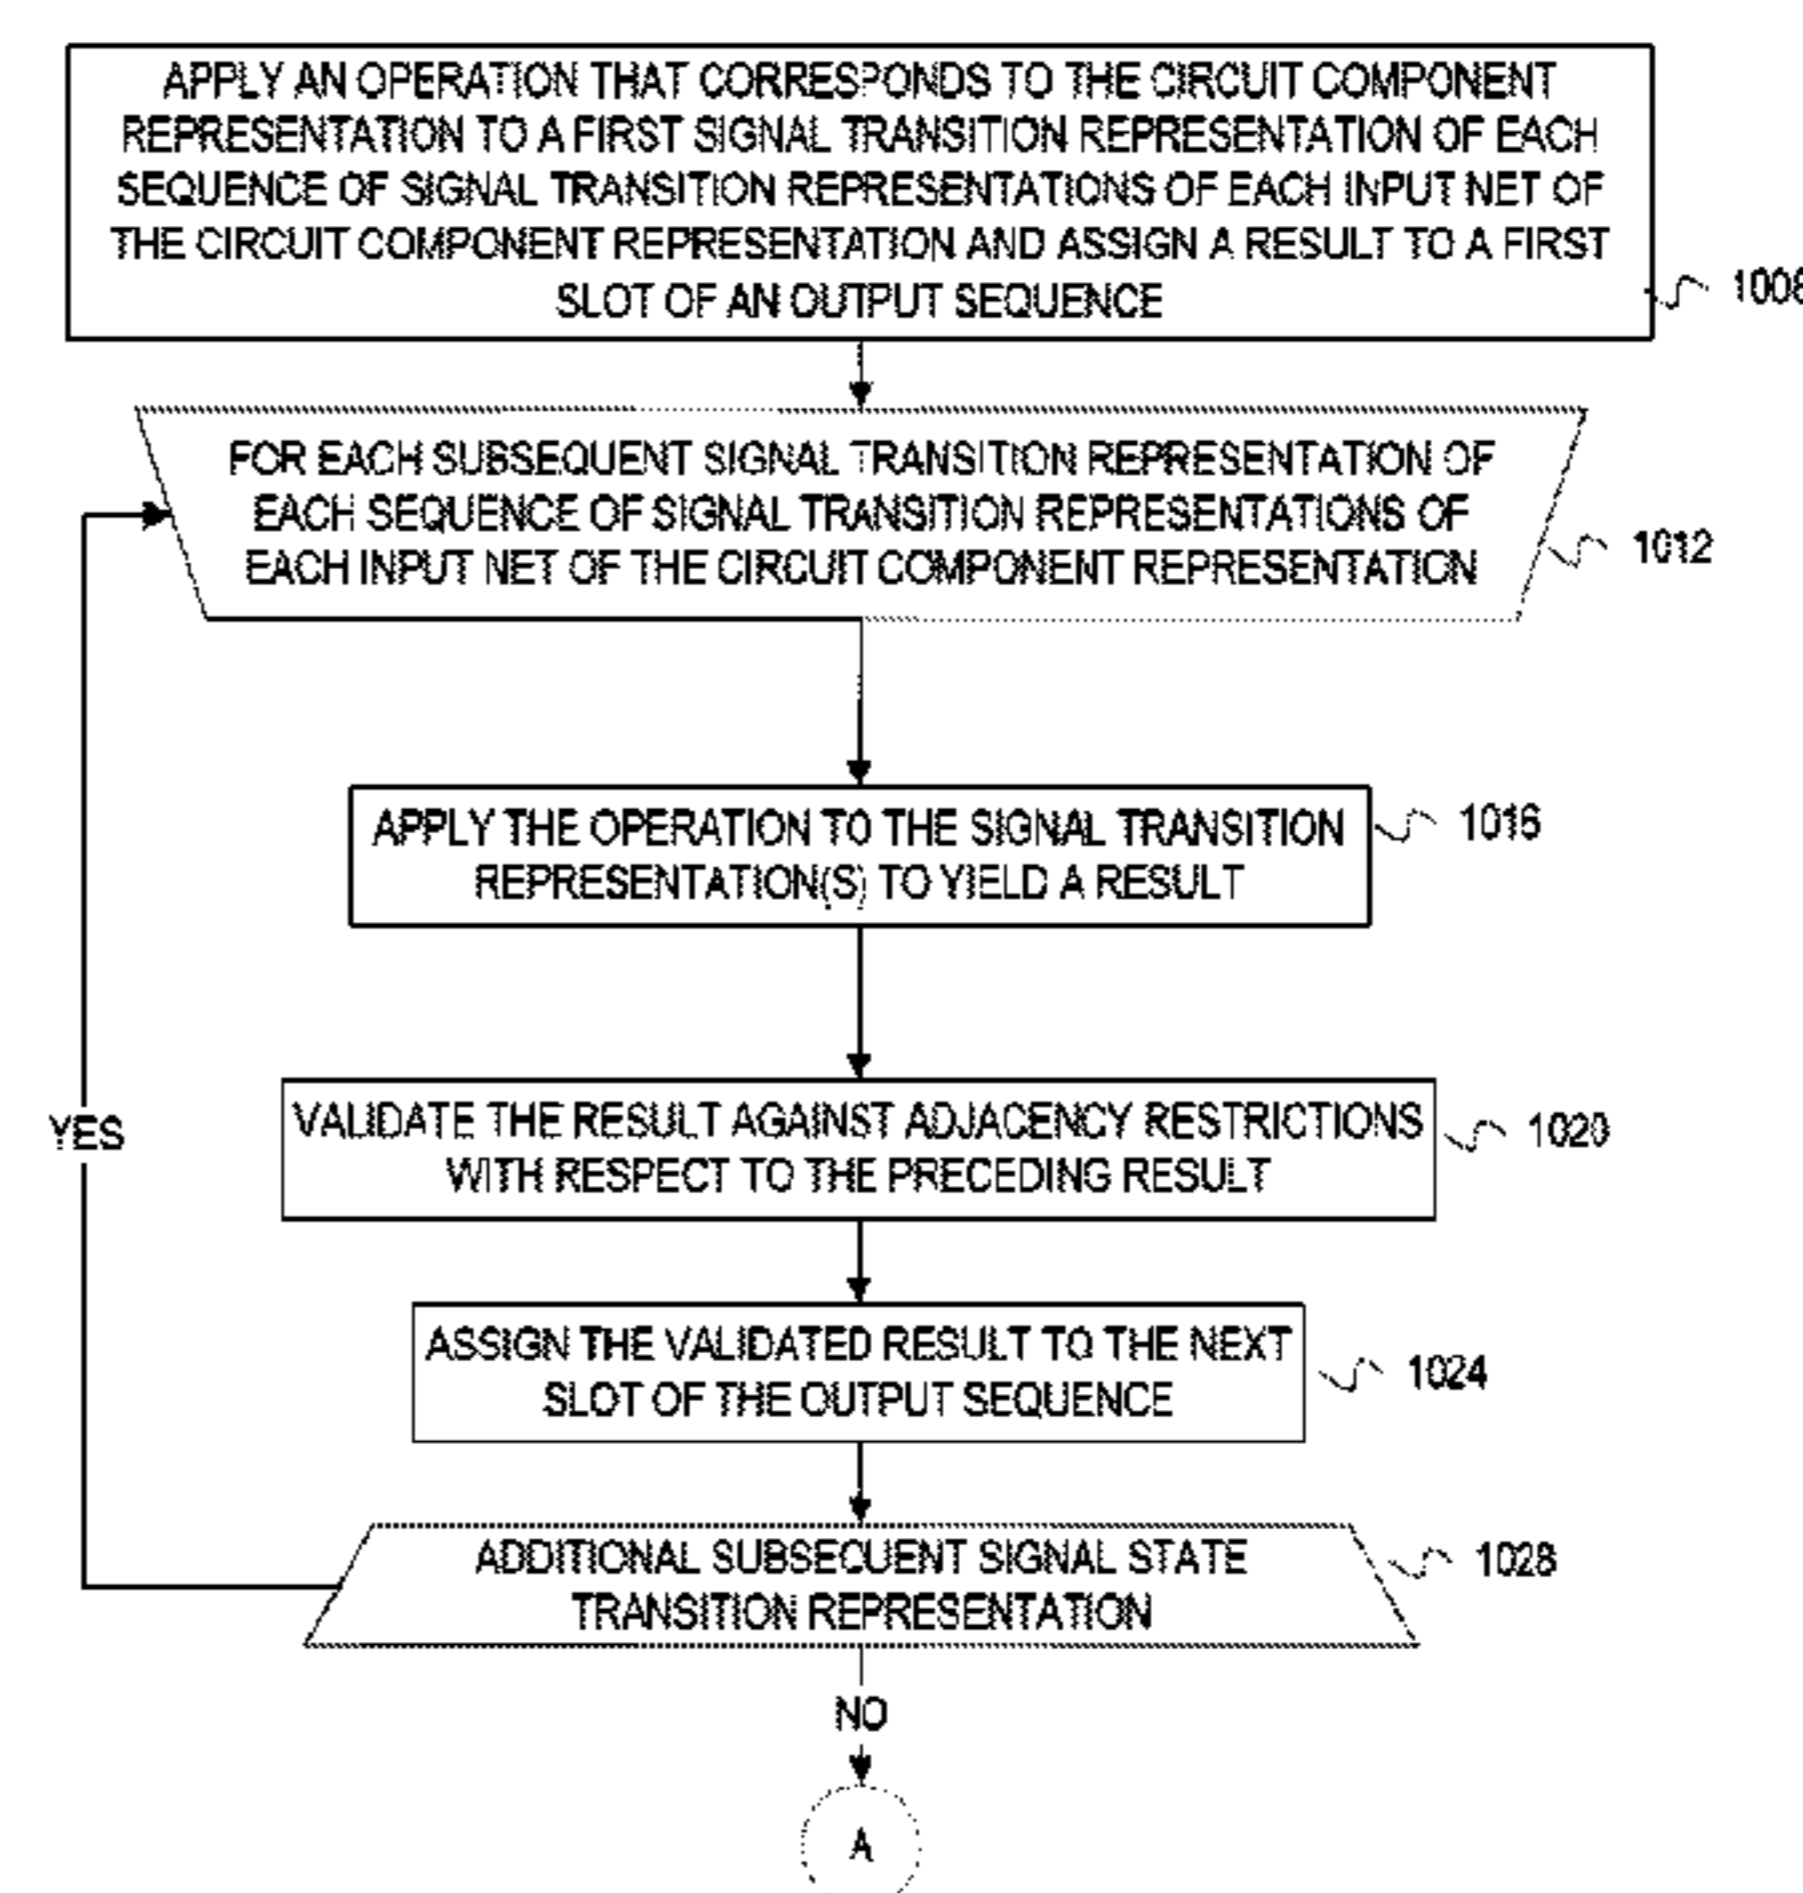 APPLY AN OPERATION THAT CORRESPONDS TO THE CIRCUIT COMPONENT
REPRESENTATION TO A FIRST SIGNAL TRANSITION REPRESENTATION OF EACH
SEQUENCE OF SIGNAL TRANSITION REPRESENTATIONS OF EACH INPUT NET OF
THE CIRCUIT COMPONENT REPRESENTATION AND ASSIGN A RESULT TO A FIRST
SLOT OF AN OUTPUT SEQUENCE
1008
FOR EACH SUBSEQUENT SIGNAL TRANSITION REPRESENTATION OF
EACH SEQUENCE OF SIGNAL TRANSITION REPRESENTATIONS OF
EACH INPUT NET OF THE CIRCUIT COMPONENT REPRESENTATION
1012
APPLY THE OPERATION TO THE SIGNAL TRANSITION
REPRESENTATION(S) TO YIELD A RESULT
1016
YES
VALIDATE THE RESULT AGAINST ADJACENCY RESTRICTIONS
WITH RESPECT TO THE PRECEDING RESULT
1020
ASSIGN THE VALIDATED RESULT TO THE NEXT
SLOT OF THE OUTPUT SEQUENCE
1024
ADDITIONAL SUBSEQUENT SIGNAL STATE
TRANSITION REPRESENTATION
1028
NO
A